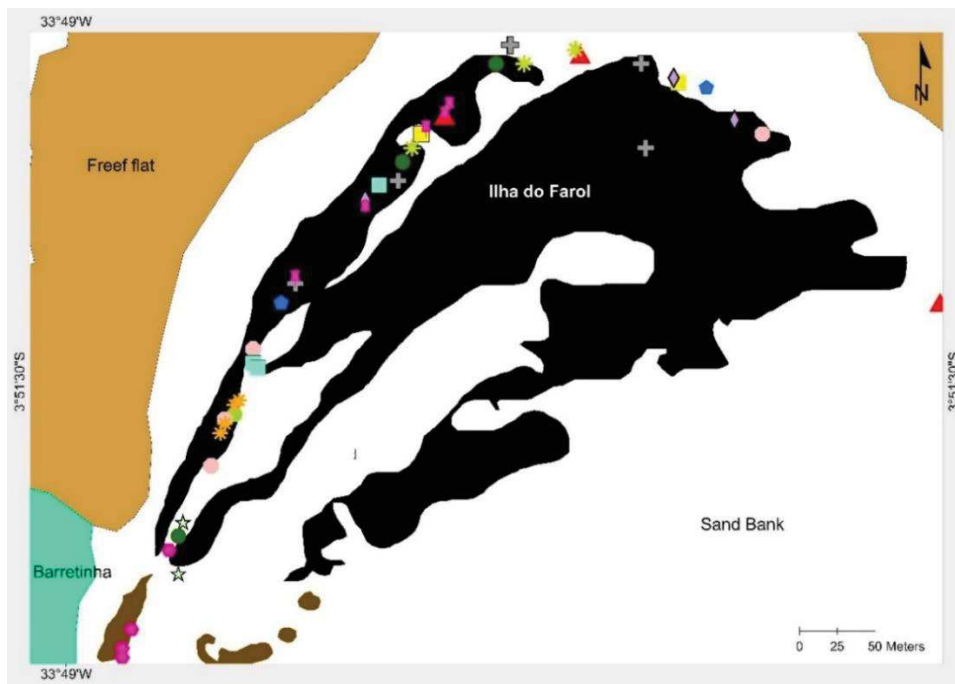 33°49'W
N
Freef flat
Ilha do Farol
3°51'30"S
3°51'30"S
Sand Bank
Barretinha
0 25 50 Meters
33°49'W